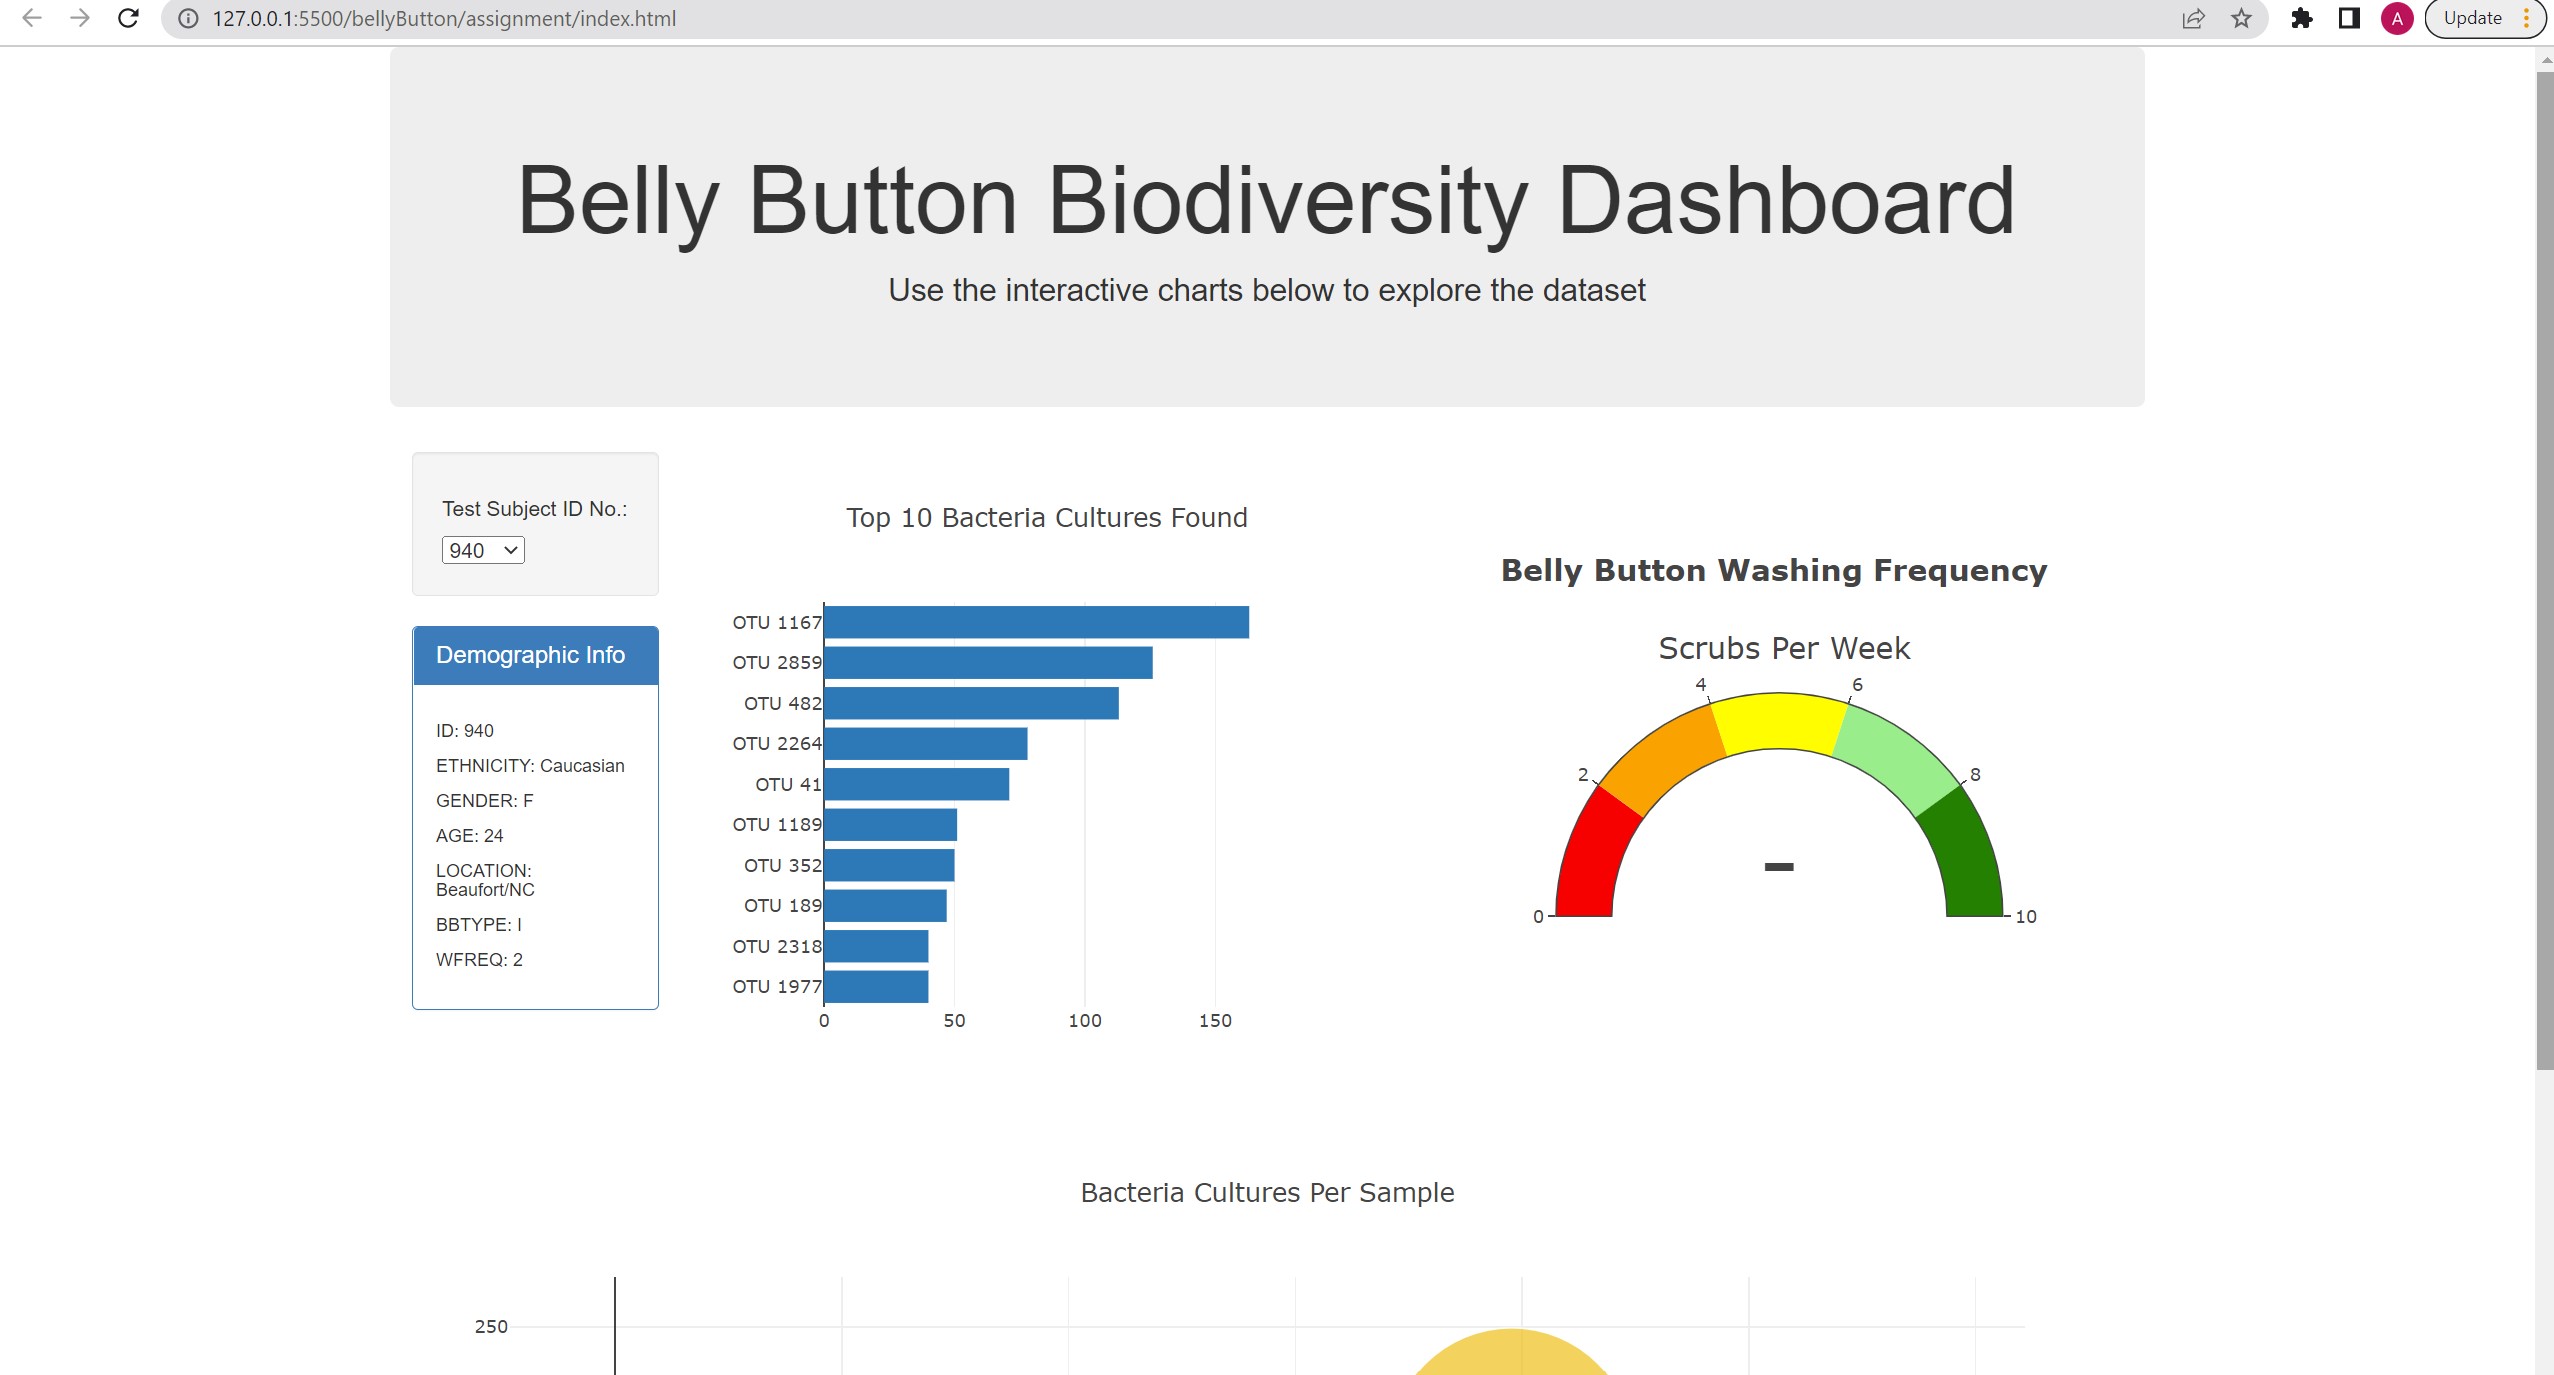 127.0.0.1:5500/bellyButton/assignment/index.html
A
Update
Belly Button Biodiversity Dashboard
Use the interactive charts below to explore the dataset
Test Subject ID No.:
940
Demographic Info
ID: 940
ETHNICITY: Caucasian
GENDER: F
AGE: 24
LOCATION:
Beaufort/NC
BBTYPE: I
WFREQ: 2
Top 10 Bacteria Cultures Found
OTU 1167
OTU 2859
OTU 482
OTU 2264
OTU 41
OTU 1189
OTU 352
OTU 189
OTU 2318
OTU 1977
0 50 100 150
Belly Button Washing Frequency
Scrubs Per Week
4 6
2 8
-
0 10
Bacteria Cultures Per Sample
250